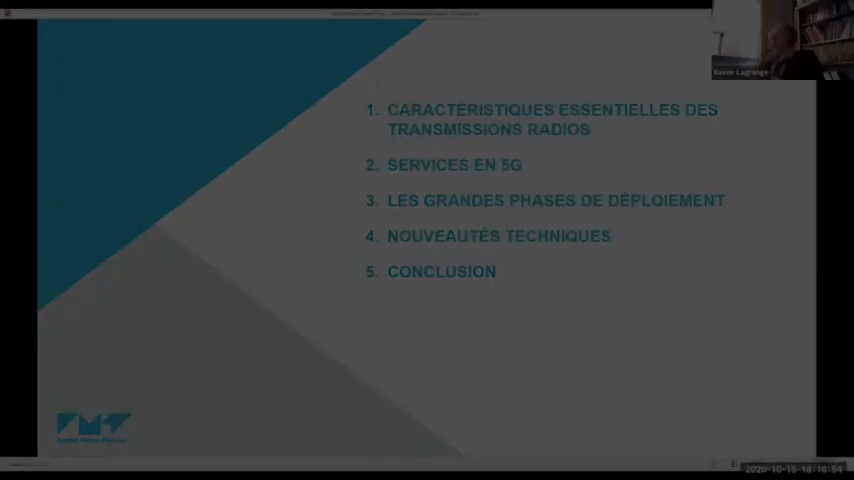 Xavier Lagrange
1. CARACTÉRISTIQUES ESSENTIELLES DES
TRANSMISSIONS RADIOS
2. SERVICES EN 5G
3. LES GRANDES PHASES DE DÉPLOIEMENT
4. NOUVEAUTÉS TECHNIQUES
5. CONCLUSION
2020-10-15 18:16:54